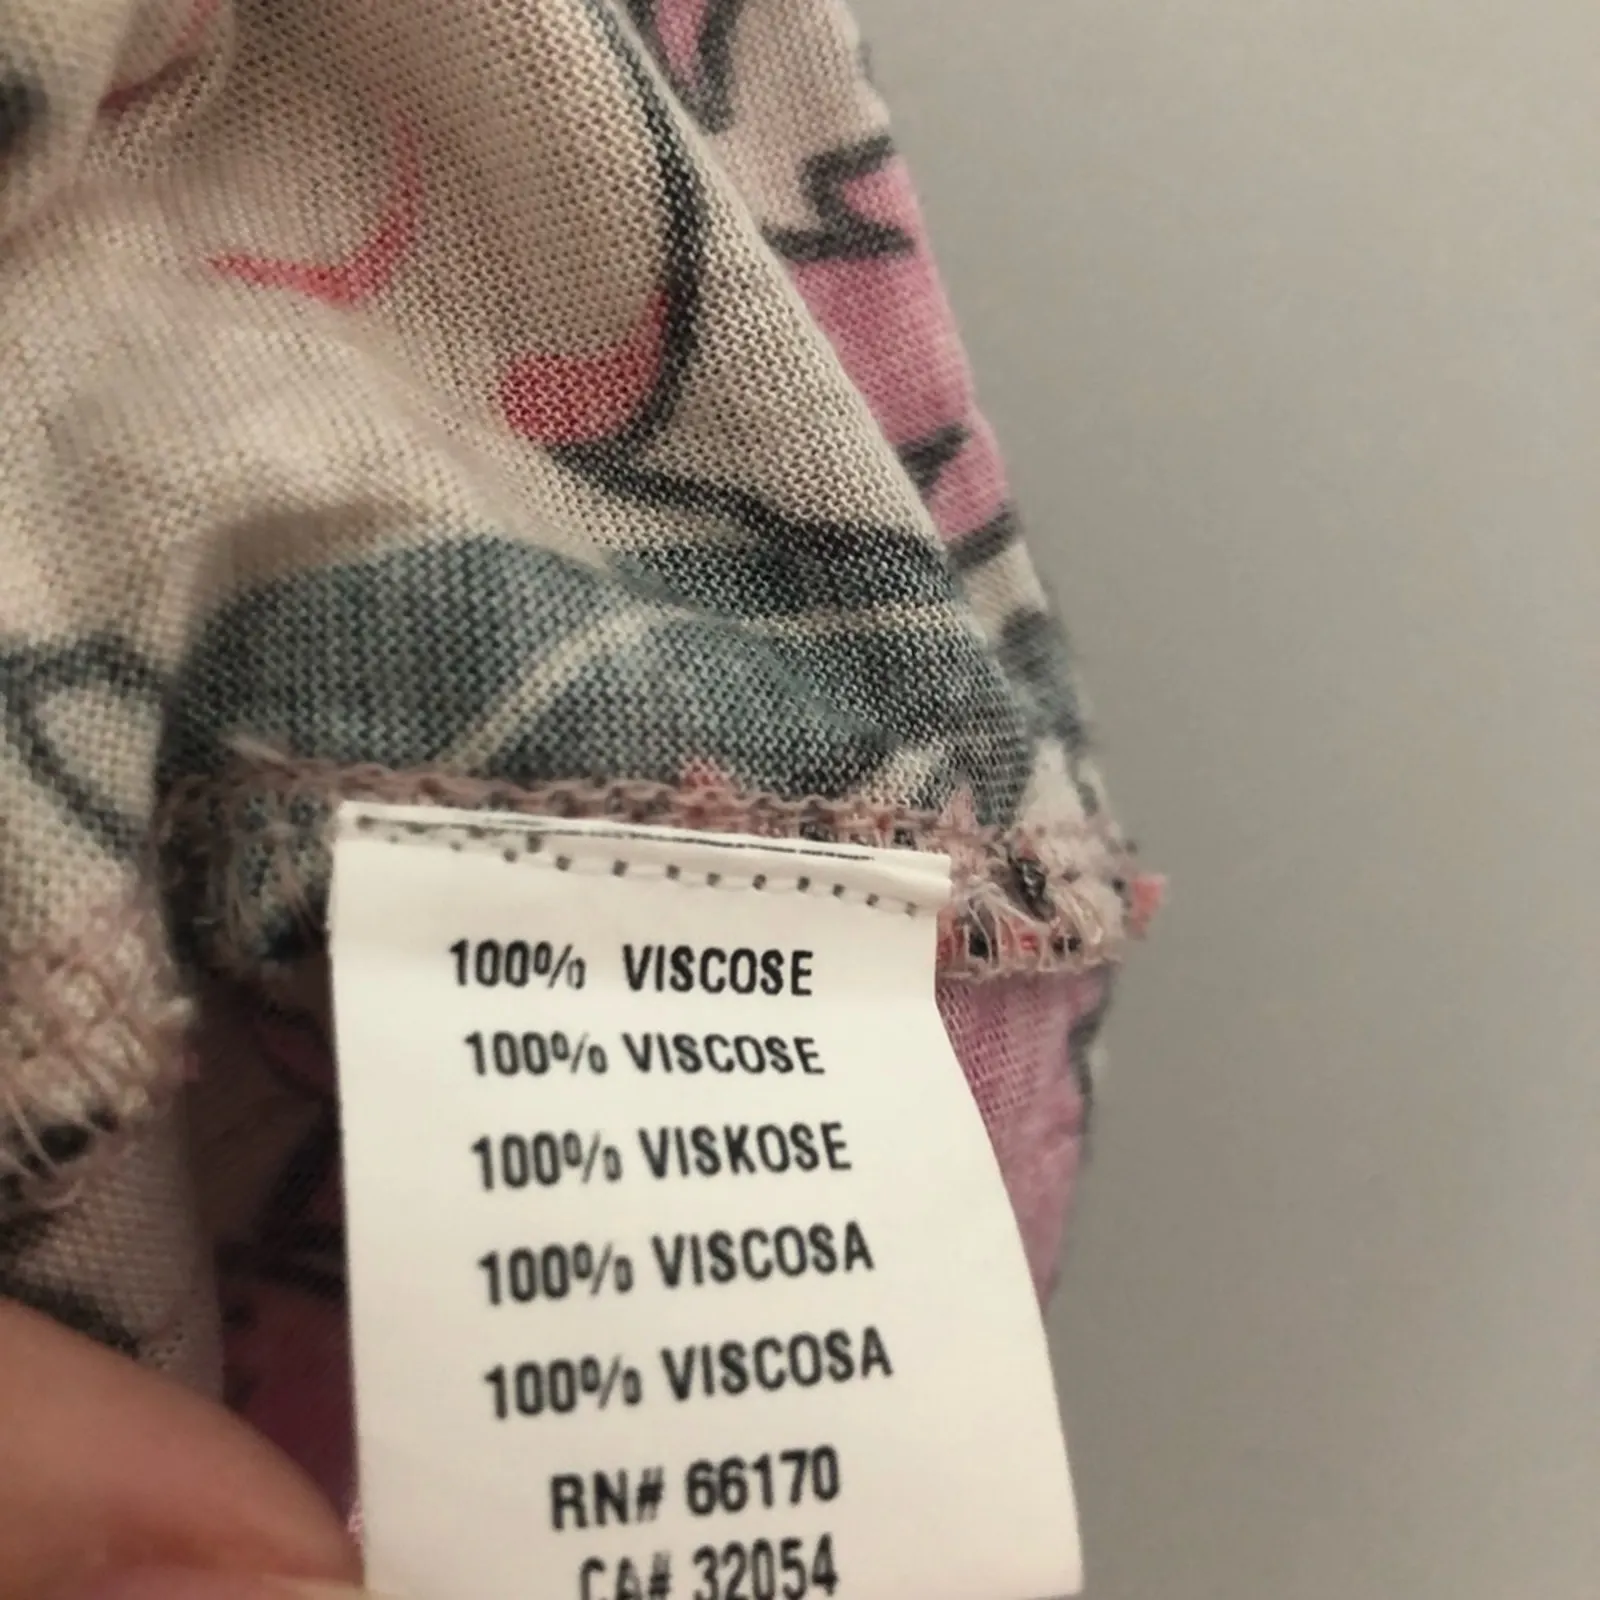 100% VISCOSE
100% VISCOSE
100% VISKOSE
100% VISCOSA
100% VISCOSA
RN# 66170
CA# 32054